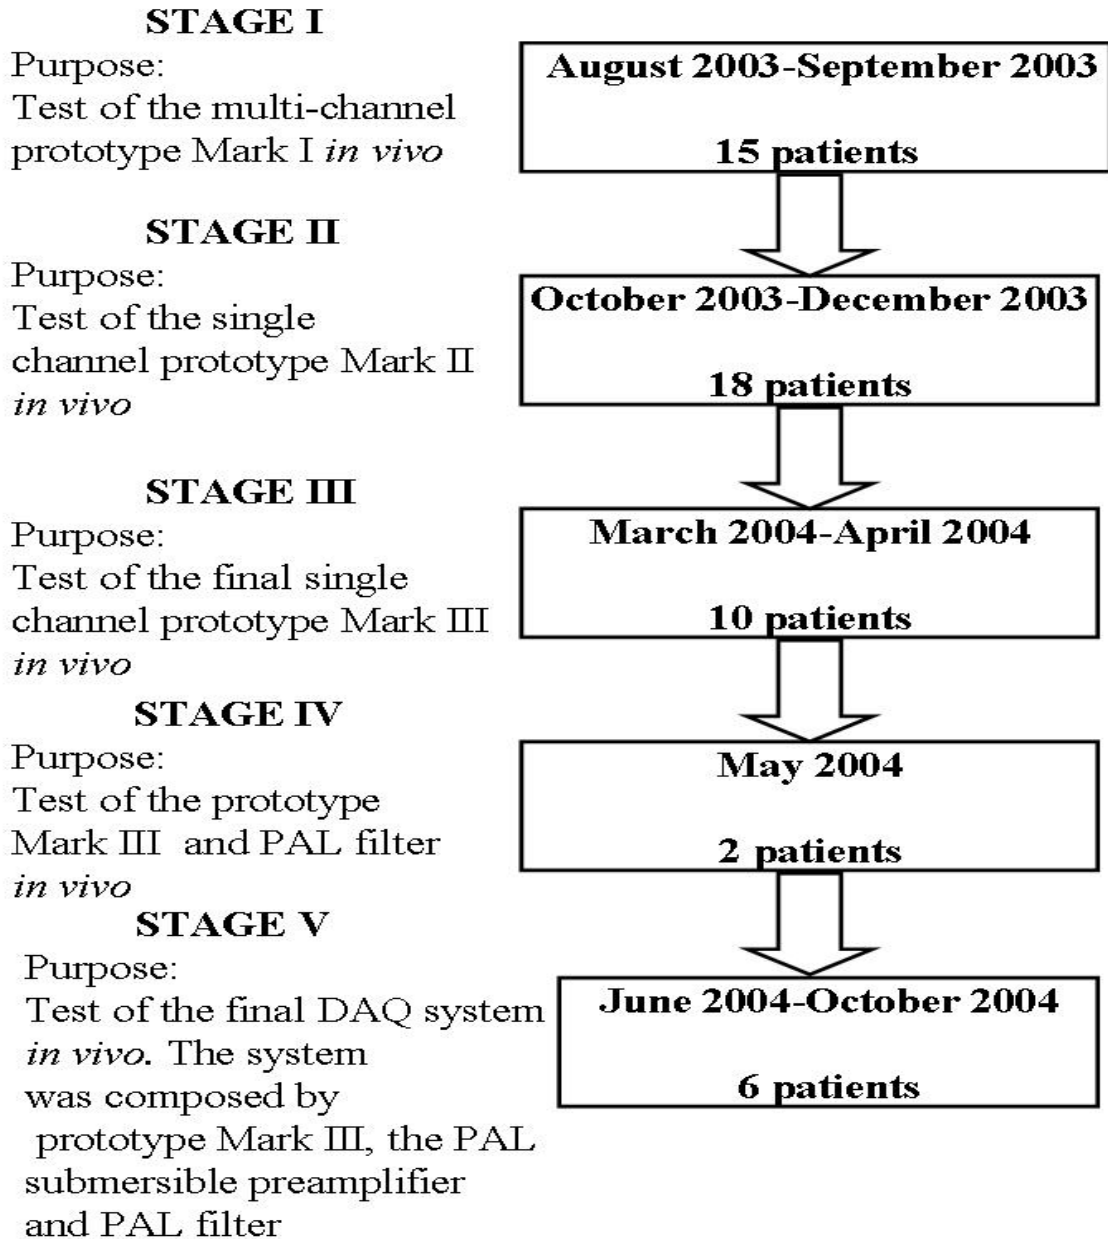 STAGE I
Purpose:
Test of the multi-channel
prototype Mark I in vivo
August 2003-September 2003
15 patients
STAGE II
Purpose:
Test of the single
channel prototype Mark II
in vivo
October 2003-December 2003
18 patients
STAGE III
Purpose:
Test of the final single
channel prototype Mark III
in vivo
March 2004-April 2004
10 patients
STAGE IV
Purpose:
Test of the prototype
Mark III and PAL filter
in vivo
May 2004
2 patients
STAGE V
Purpose:
Test of the final DAQ system
in vivo. The system
was composed by
prototype Mark III, the PAL
submersible preamplifier
and PAL filter
June 2004-October 2004
6 patients